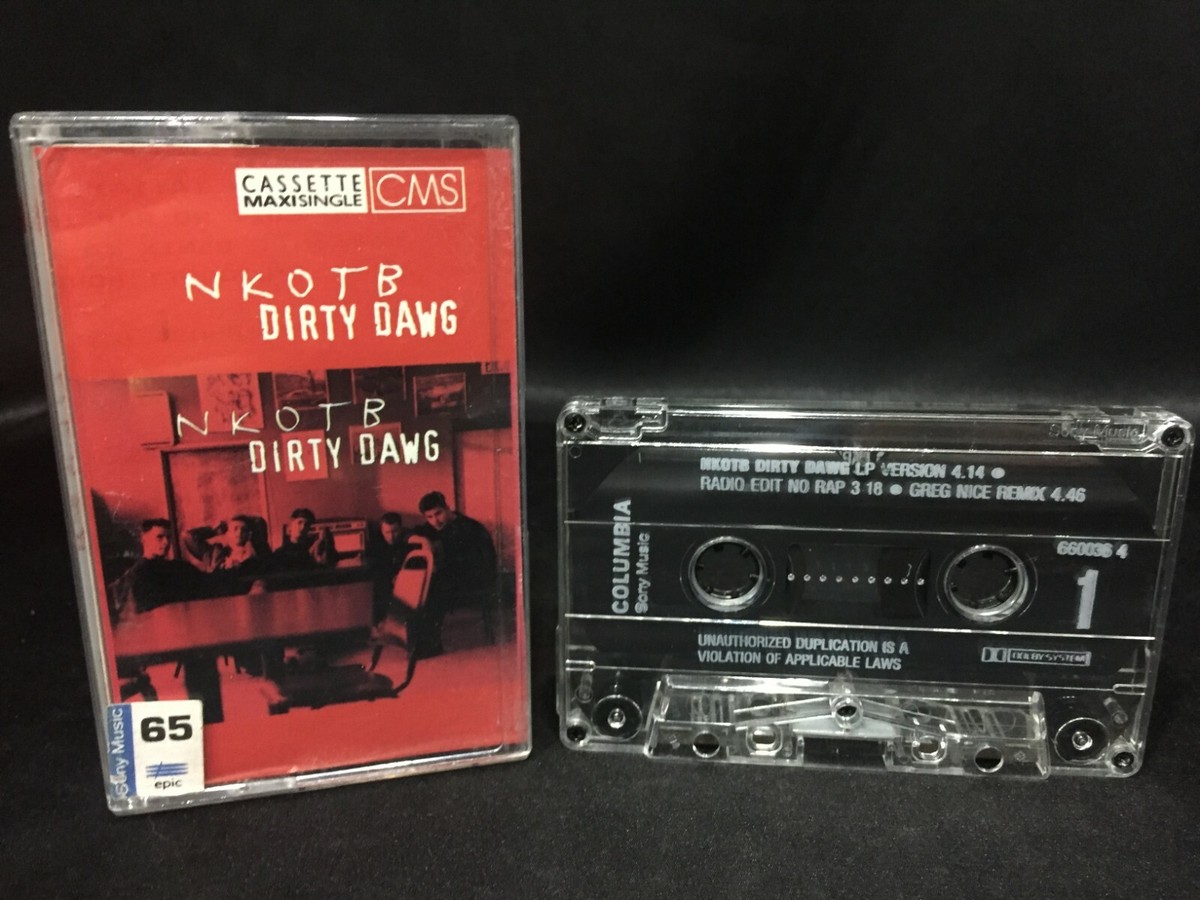 CASSETTE
MAXISINGLE
CMS
NKOTB
DIRTY DAWG
NKOTB
DIRTY DAWG
Sony Music
65
epic
Sony Music
NKOTB DIRTY DAWG LP VERSION 4.14 ●
RADIO EDIT NO RAP 3 18 ● GREG NICE REMIX 4.46
COLUMBIA
Sony Music
660036 4
1
UNAUTHORIZED DUPLICATION IS A
VIOLATION OF APPLICABLE LAWS
DOLBY SYSTEM